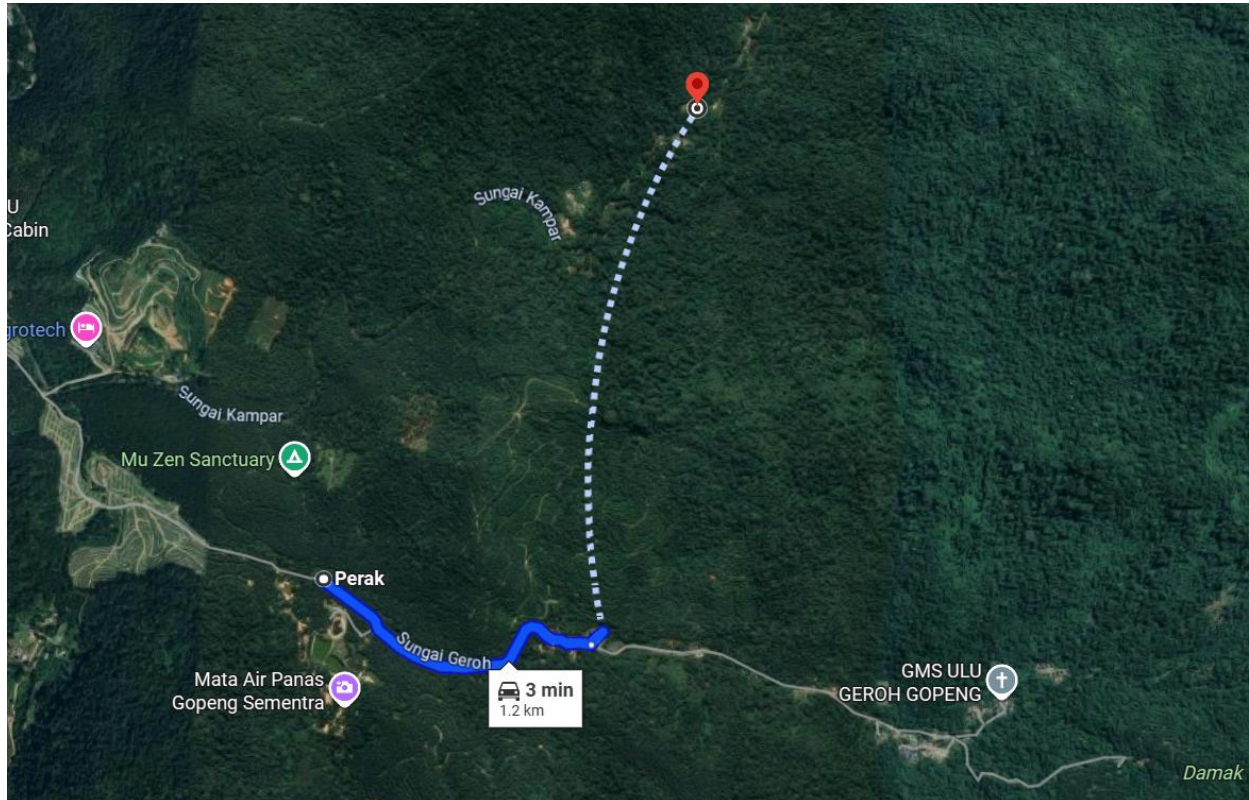 Sungai Kampar
U
Cabin
grotech
Sungai Kampar
Mu Zen Sanctuary
Perak
Sungai Geroh
Mata Air Panas
Gopeng Sementra
3 min
1.2 km
GMS ULU
GEROH GOPENG
Damak